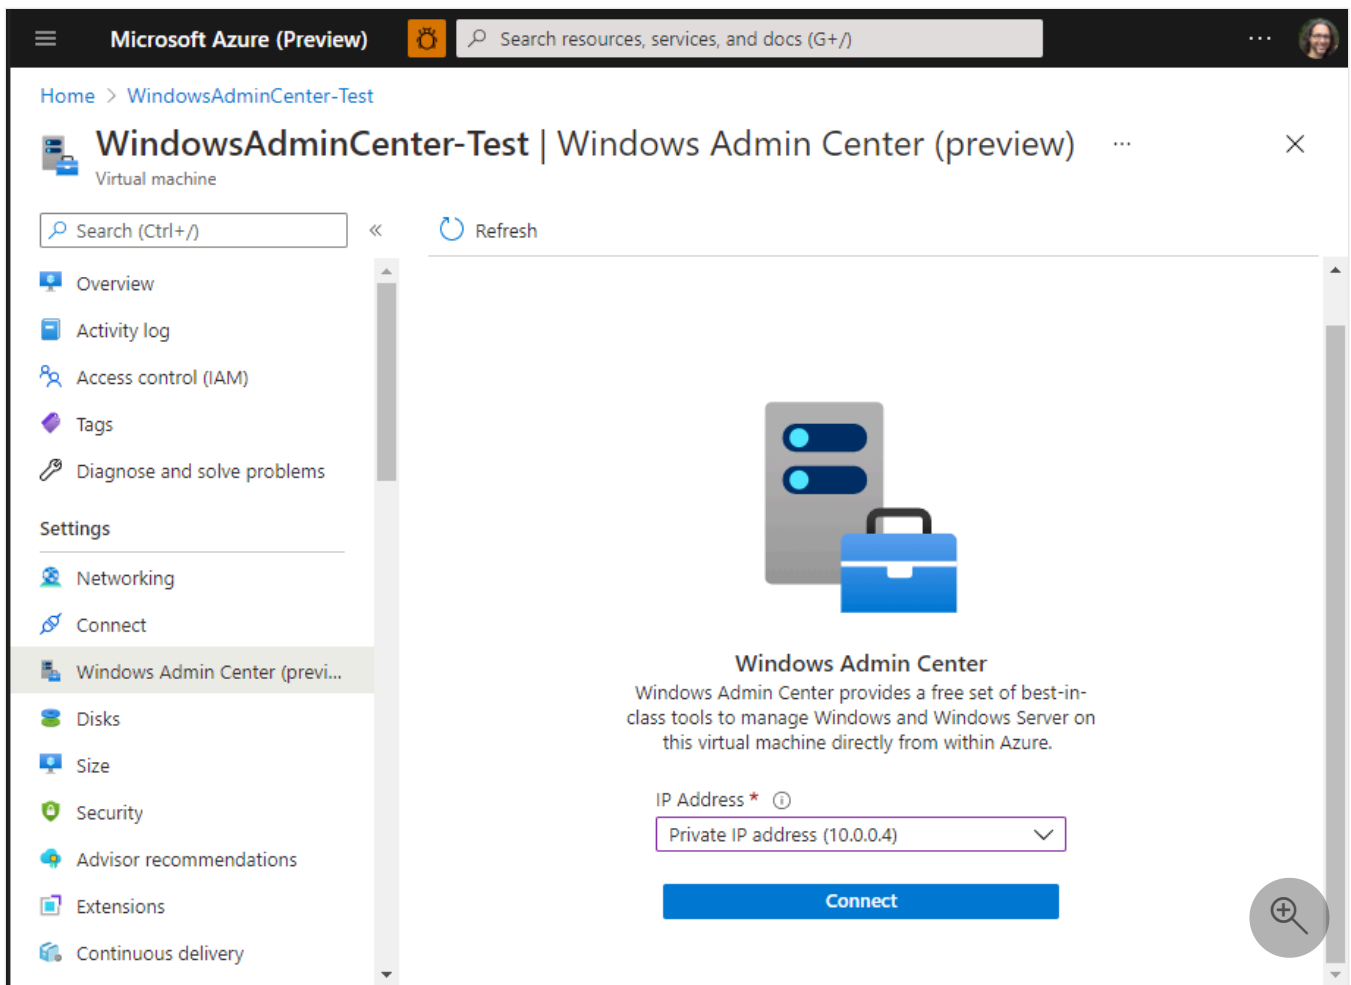 Microsoft Azure (Preview)
Search resources, services, and docs (G+/)
...
Home > WindowsAdminCenter-Test
WindowsAdminCenter-Test | Windows Admin Center (preview) ...
Virtual machine
Search (Ctrl+/)
«
Refresh
Overview
Activity log
Access control (IAM)
Tags
Diagnose and solve problems
Settings
Networking
Connect
Windows Admin Center (previ...
Disks
Size
Security
Advisor recommendations
Extensions
Continuous delivery
Windows Admin Center
Windows Admin Center provides a free set of best-in-
class tools to manage Windows and Windows Server on
this virtual machine directly from within Azure.
IP Address *
Private IP address (10.0.0.4)
Connect